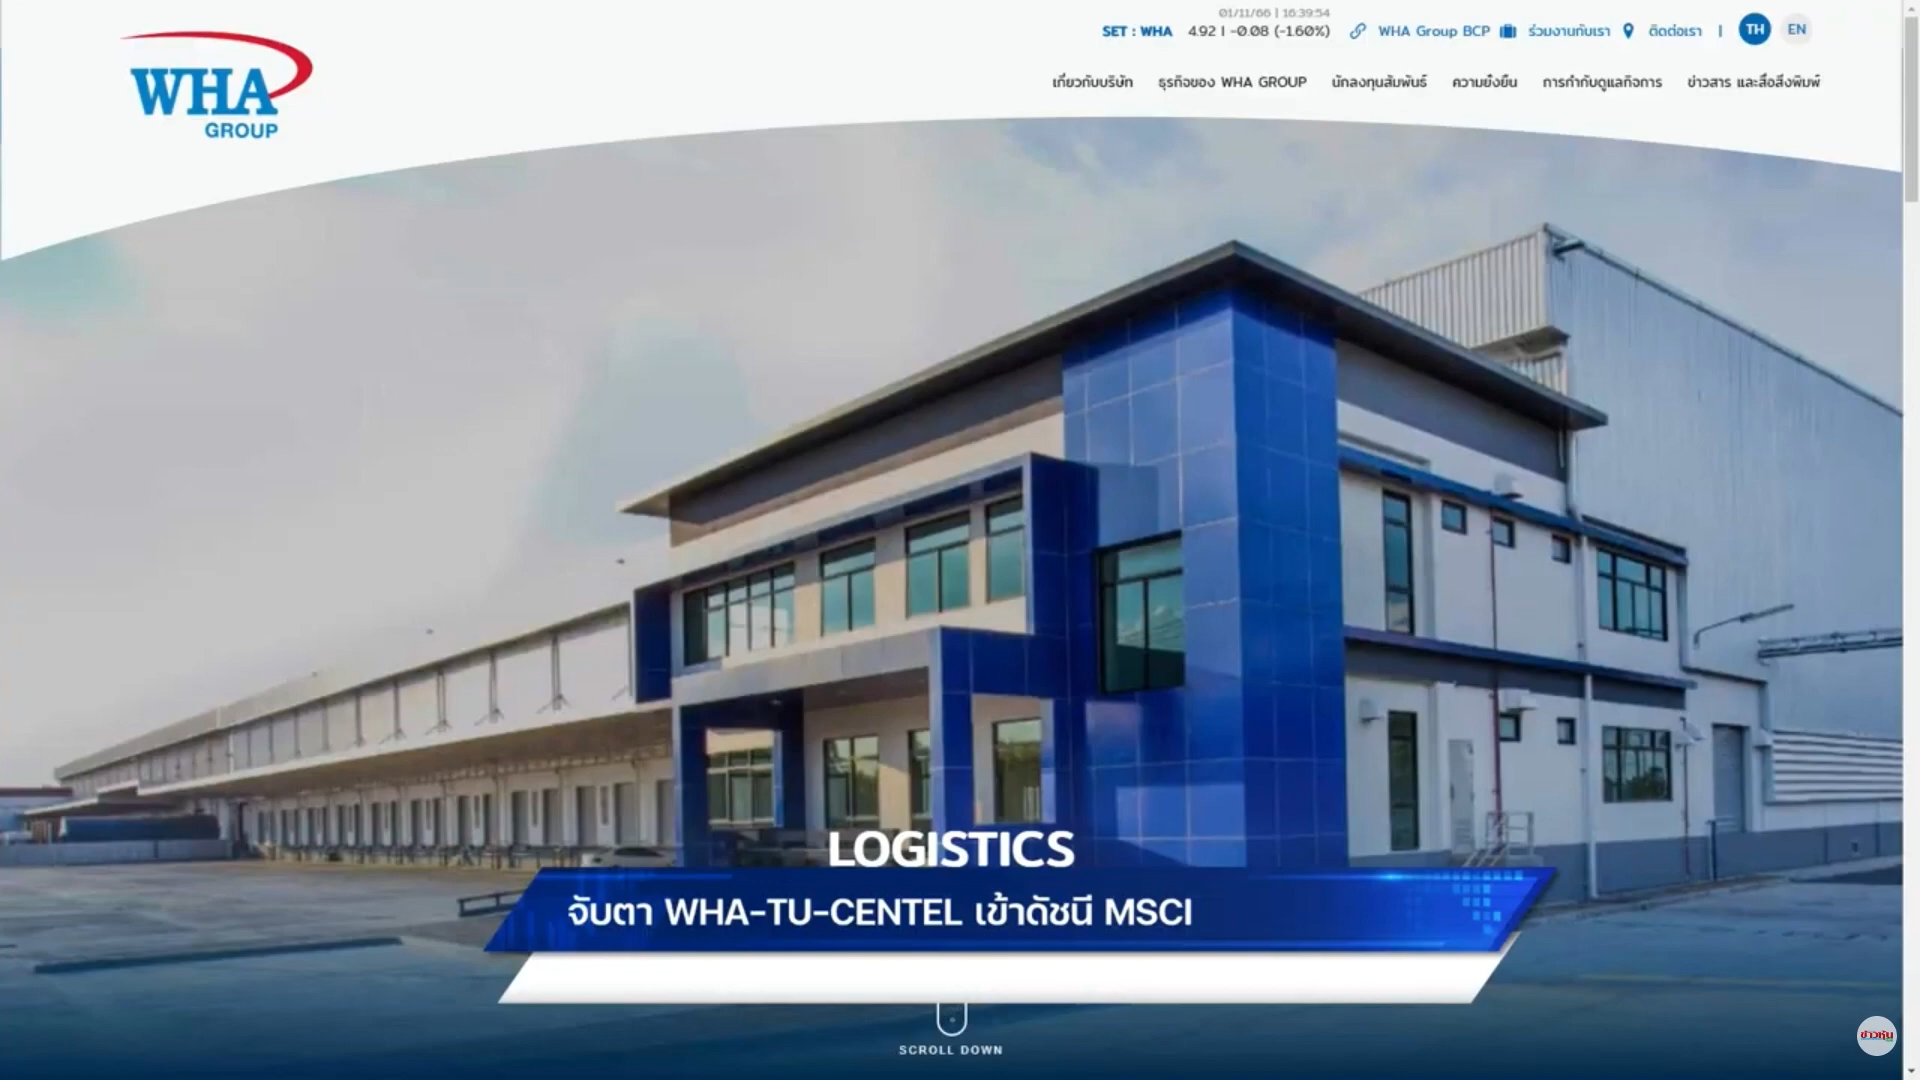 01/11/66 | 16:39:54
SET : WHA 4.92 | -0.08 (-1.60%) WHA Group BCP ร่วมงานกับเรา ติดต่อเรา | TH EN
WHA
GROUP
เกี่ยวกับบริษัท ธุรกิจของ WHA GROUP นักลงทุนสัมพันธ์ ความยั่งยืน การกำกับดูแลกิจการ ข่าวสาร และสื่อสิ่งพิมพ์
LOGISTICS
จับตา WHA-TU-CENTEL เข้าดัชนี MSCI
SCROLL DOWN
ข่าวหุ้น